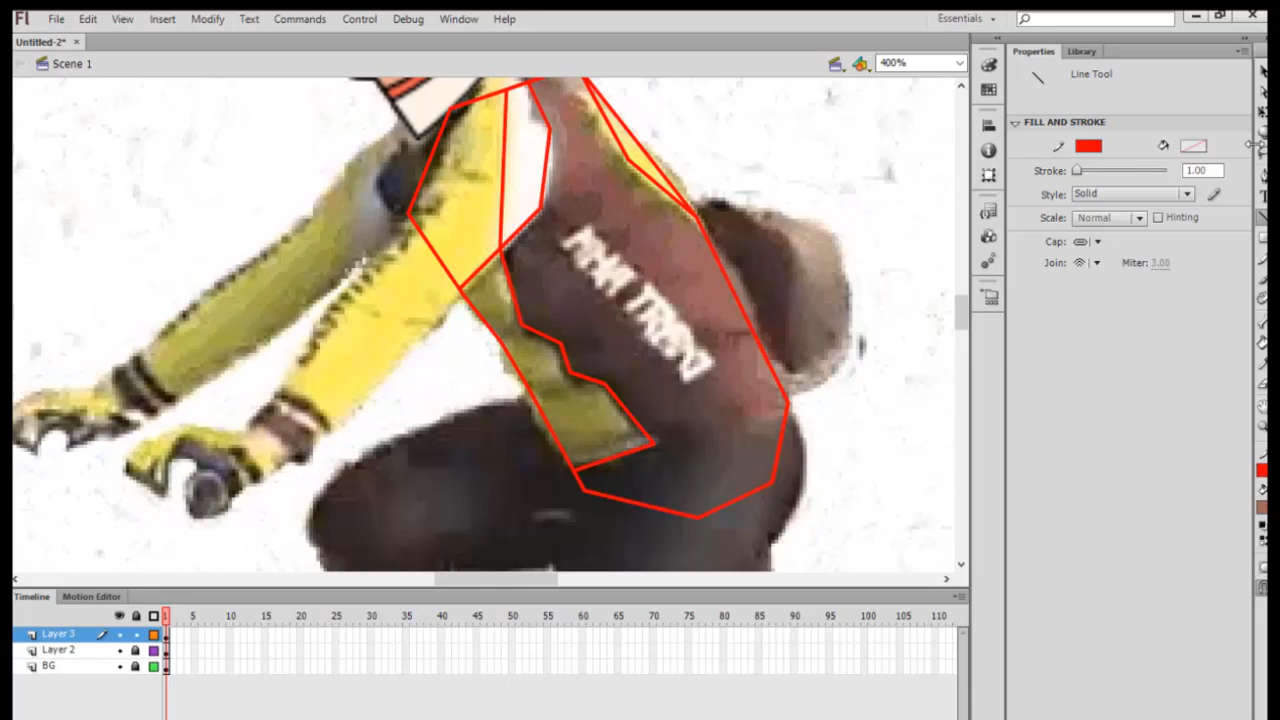 Fl File Edit View Insert Modify Text Commands Control Debug Window Help Essentials
Untitled-2* ×
Scene 1 400%
Properties Library
Line Tool
FILL AND STROKE
Stroke: 1.00
Style: Solid
Scale: Normal Hinting
Cap:
Join: Miter: 3.00
Timeline Motion Editor
1 5 10 15 20 25 30 35 40 45 50 55 60 65 70 75 80 85 90 95 100 105 110
Layer 3
Layer 2
BG